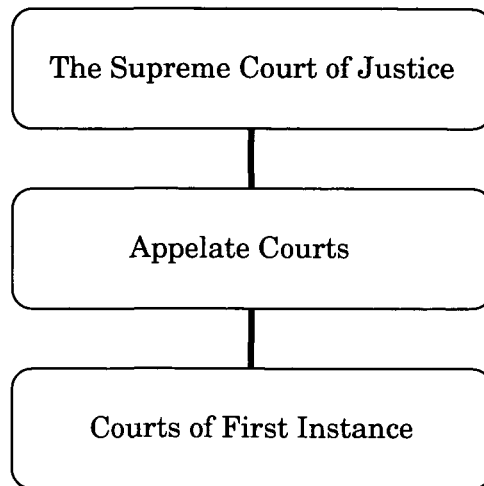 The Supreme Court of Justice
Appelate Courts
Courts of First Instance